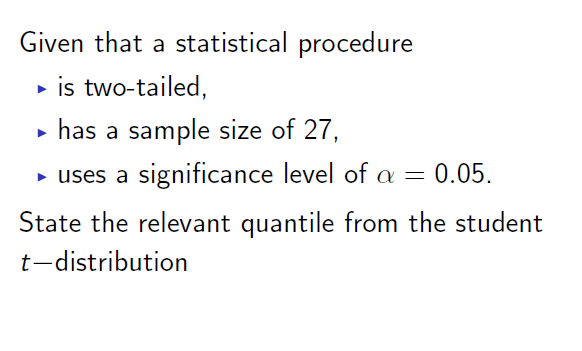 Given that a statistical procedure
▶ is two-tailed,
▶ has a sample size of 27,
▶ uses a significance level of α = 0.05.
State the relevant quantile from the student
t−distribution